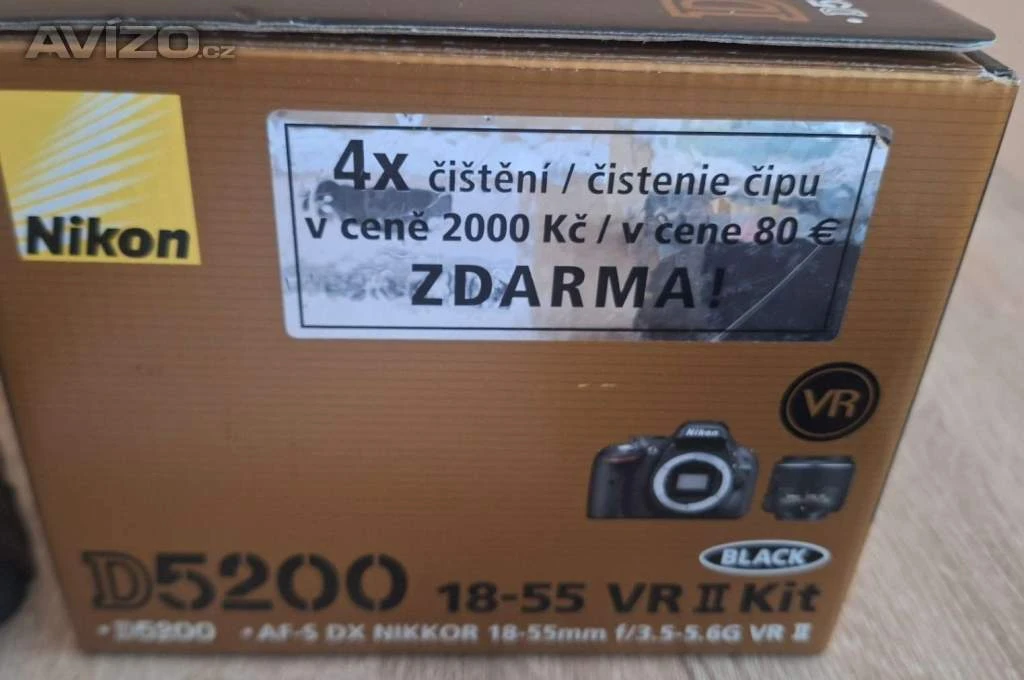 AVÍZO.CZ
Nikon
4x čištění / čistenie čipu
v ceně 2000 Kč / v cene 80 €
ZDARMA!
VR
Nikon
BLACK
D5200 18-55 VR II Kit
• D5200 • AF-S DX NIKKOR 18-55mm f/3.5-5.6G VR II